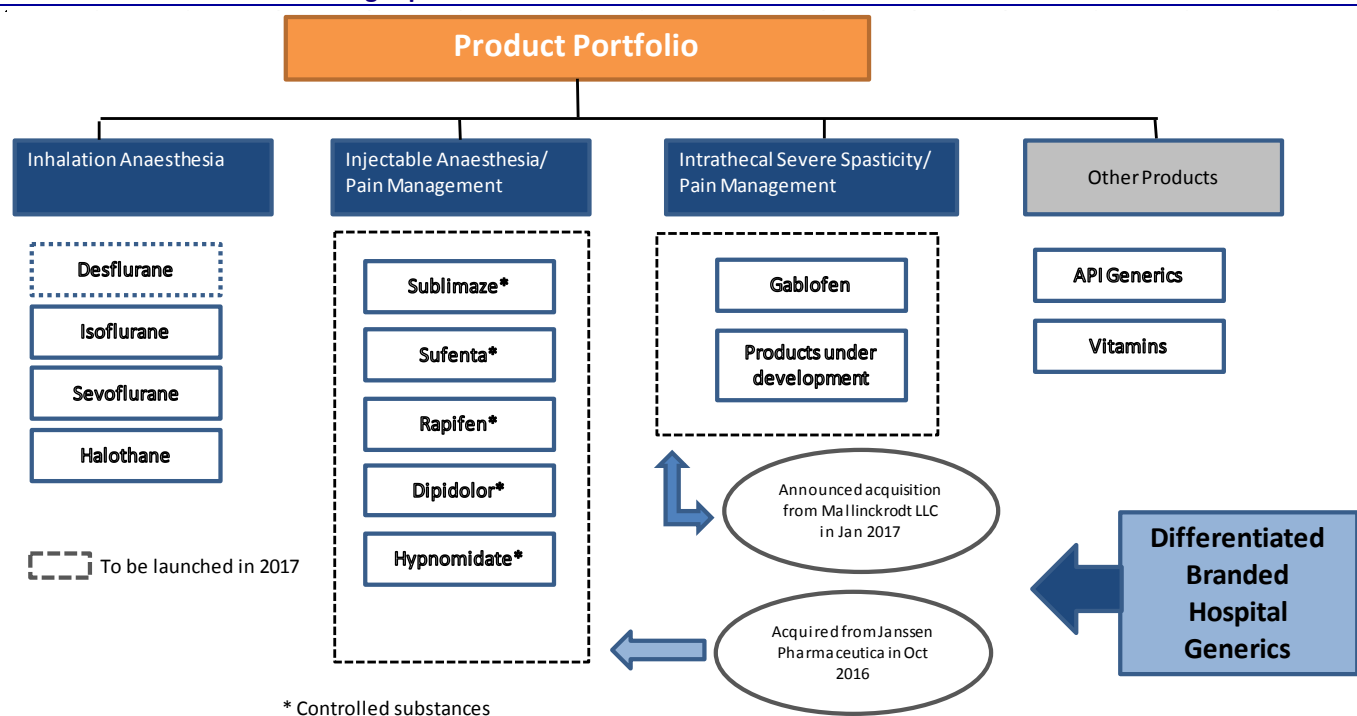 Product Portfolio
Inhalation Anaesthesia
Desflurane
Isoflurane
Sevoflurane
Halothane
To be launched in 2017
Injectable Anaesthesia/
Pain Management
Sublimaze*
Sufenta*
Rapifen*
Dipidolor*
Hypnomidate*
* Controlled substances
Intrathecal Severe Spasticity/
Pain Management
Gablofen
Products under
development
Announced acquisition
from Mallinckrodt LLC
in Jan 2017
Acquired from Janssen
Pharmaceutica in Oct
2016
Other Products
API Generics
Vitamins
Differentiated
Branded
Hospital
Generics